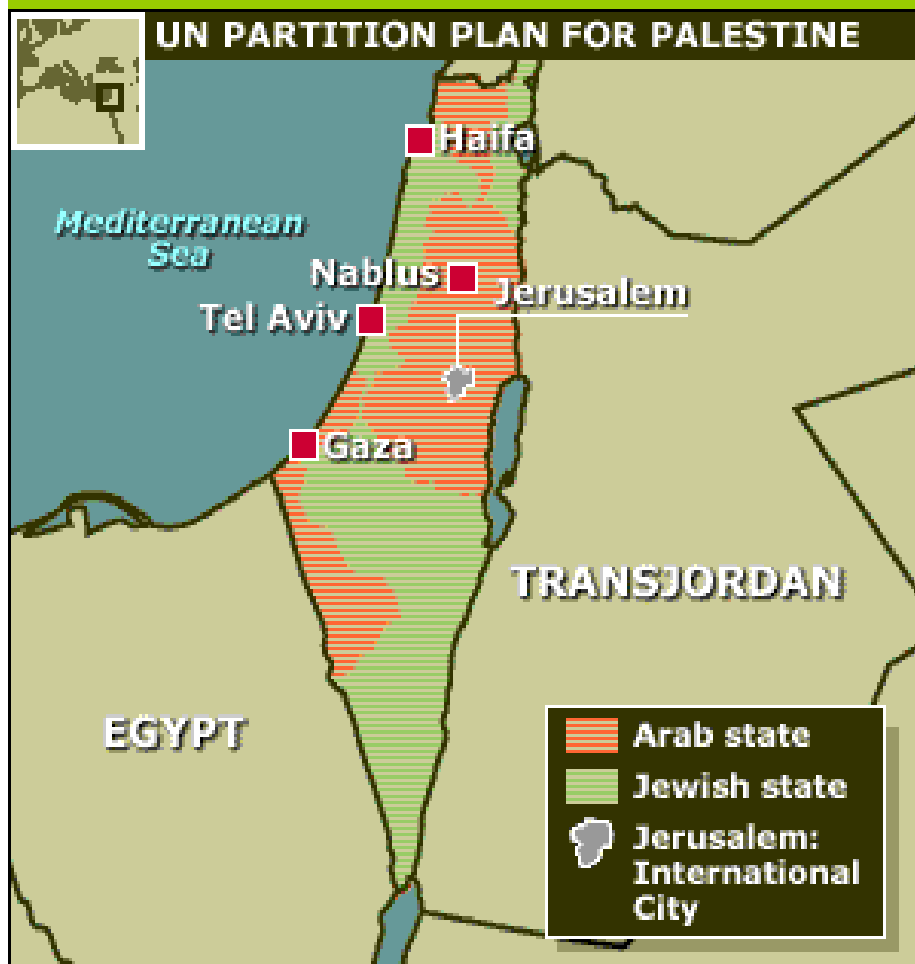 UN PARTITION PLAN FOR PALESTINE
Haifa
Mediterranean
Sea
Nablus
Jerusalem
Tel Aviv
Gaza
TRANSJORDAN
EGYPT
Arab state
Jewish state
Jerusalem:
International
City